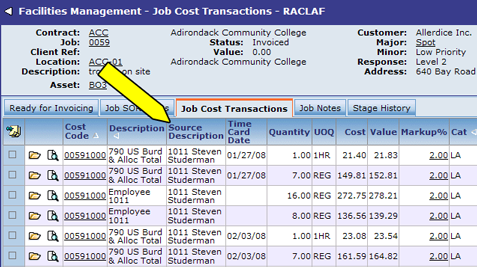 Facilities Management - Job Cost Transactions - RACLAF
Contract: ACC Adirondack Community College Customer: Allerdice Inc.
Job: 0059 Status: Invoiced Major: Spot
Client Ref: Value: 0.00 Minor: Low Priority
Location: ACC-01 Adirondack Community College Response: Level 2
Description: on site Address: 640 Bay Road
Asset: BO3
Ready for Invoicing Job Job Cost Transactions Job Notes Stage History
Cost Code Description Source Description Time Card Date Quantity UOQ Cost Value Markup% Cat
00591000 790 US Burd & Alloc Total 1011 Steven Studerman 01/27/08 1.00 1HR 21.40 21.83 2.00 LA
00591000 790 US Burd & Alloc Total 1011 Steven Studerman 01/27/08 7.00 REG 149.81 152.81 2.00 LA
00591000 Employee 1011 1011 Steven Studerman 16.00 REG 272.75 278.21 2.00 LA
00591000 Employee 1011 1011 Steven Studerman 8.00 REG 136.56 139.29 2.00 LA
00591000 790 US Burd & Alloc Total 1011 Steven Studerman 02/03/08 1.00 1HR 23.08 23.54 2.00 LA
00591000 790 US Burd & Alloc Total 1011 Steven Studerman 02/03/08 7.00 REG 161.59 164.82 2.00 LA